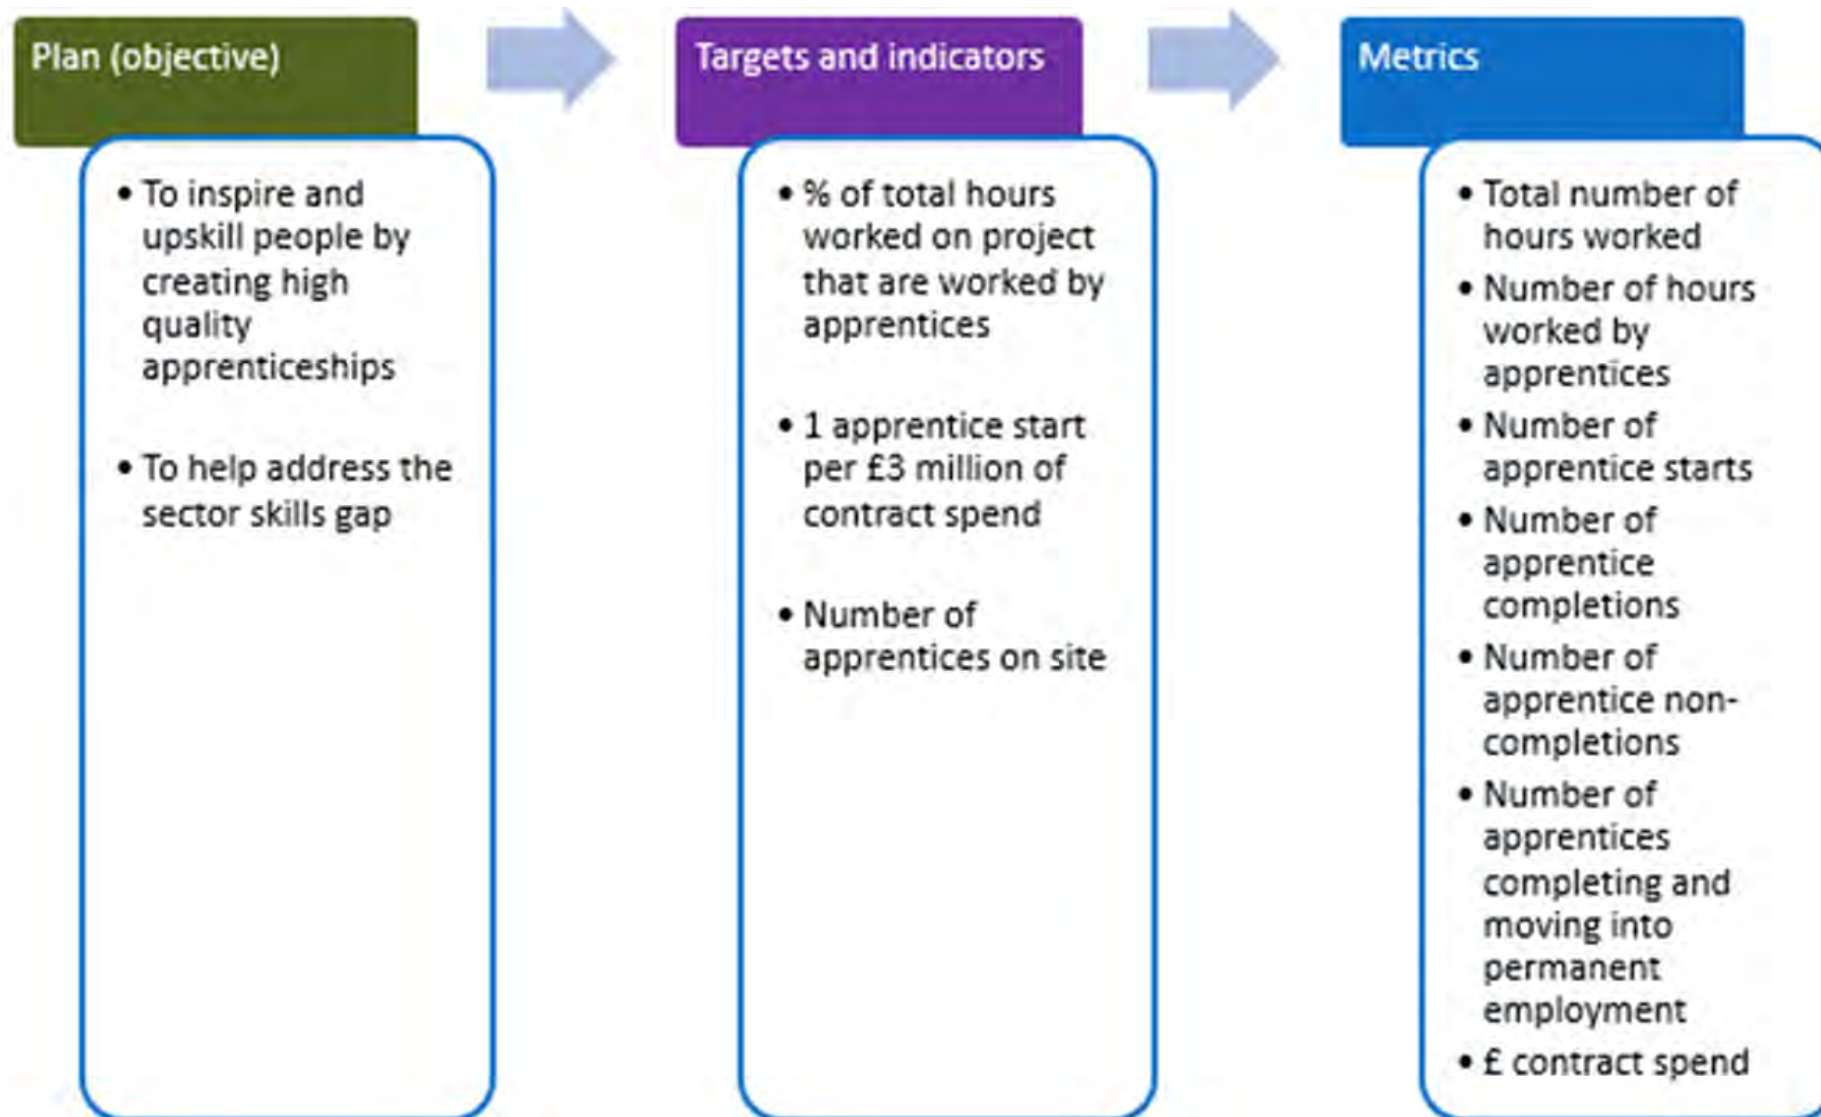 Plan (objective)
• To inspire and
upskill people by
creating high
quality
apprenticeships
• To help address the
sector skills gap
Targets and indicators
• % of total hours
worked on project
that are worked by
apprentices
• 1 apprentice start
per £3 million of
contract spend
• Number of
apprentices on site
Metrics
• Total number of
hours worked
• Number of hours
worked by
apprentices
• Number of
apprentice starts
• Number of
apprentice
completions
• Number of
apprentice non-
completions
• Number of
apprentices
completing and
moving into
permanent
employment
• £ contract spend